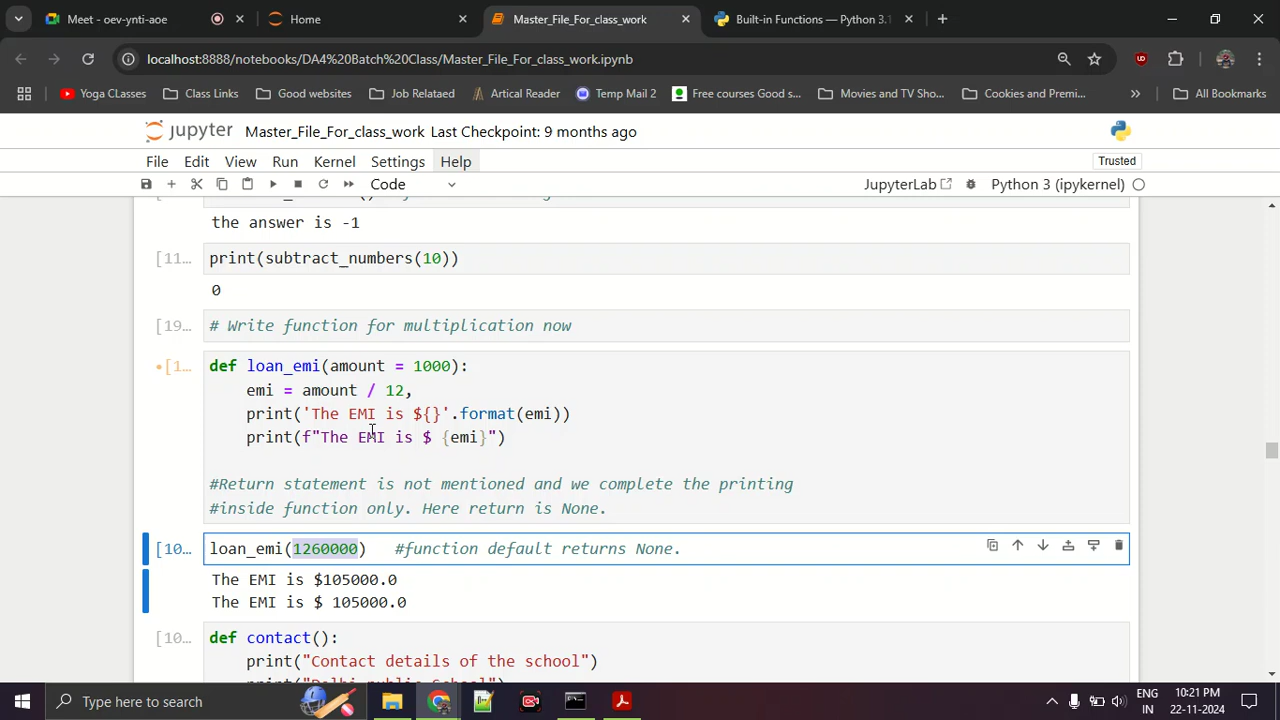 Meet - oev-ynti-aoe
Home
Master_File_For_class_work
Built-in Functions — Python 3.1
localhost:8888/notebooks/DA4%20Batch%20Class/Master_File_For_class_work.ipynb
Yoga CLasses
Class Links
Good websites
Job Relataed
Artical Reader
Temp Mail 2
Free courses Good s...
Movies and TV Sho...
Cookies and Premi...
All Bookmarks
jupyter Master_File_For_class_work Last Checkpoint: 9 months ago
File Edit View Run Kernel Settings Help
Trusted
Code
JupyterLab
Python 3 (ipykernel)
the answer is -1
[11... print(subtract_numbers(10))
0
[19... # Write function for multiplication now
[1... def loan_emi(amount = 1000):
emi = amount / 12,
print('The EMI is ${}'.format(emi))
print(f"The EMI is $ {emi}")
#Return statement is not mentioned and we complete the printing
#inside function only. Here return is None.
[10... loan_emi(1260000) #function default returns None.
The EMI is $105000.0
The EMI is $ 105000.0
[10... def contact():
print("Contact details of the school")
Type here to search
ENG
IN
10:21 PM
22-11-2024